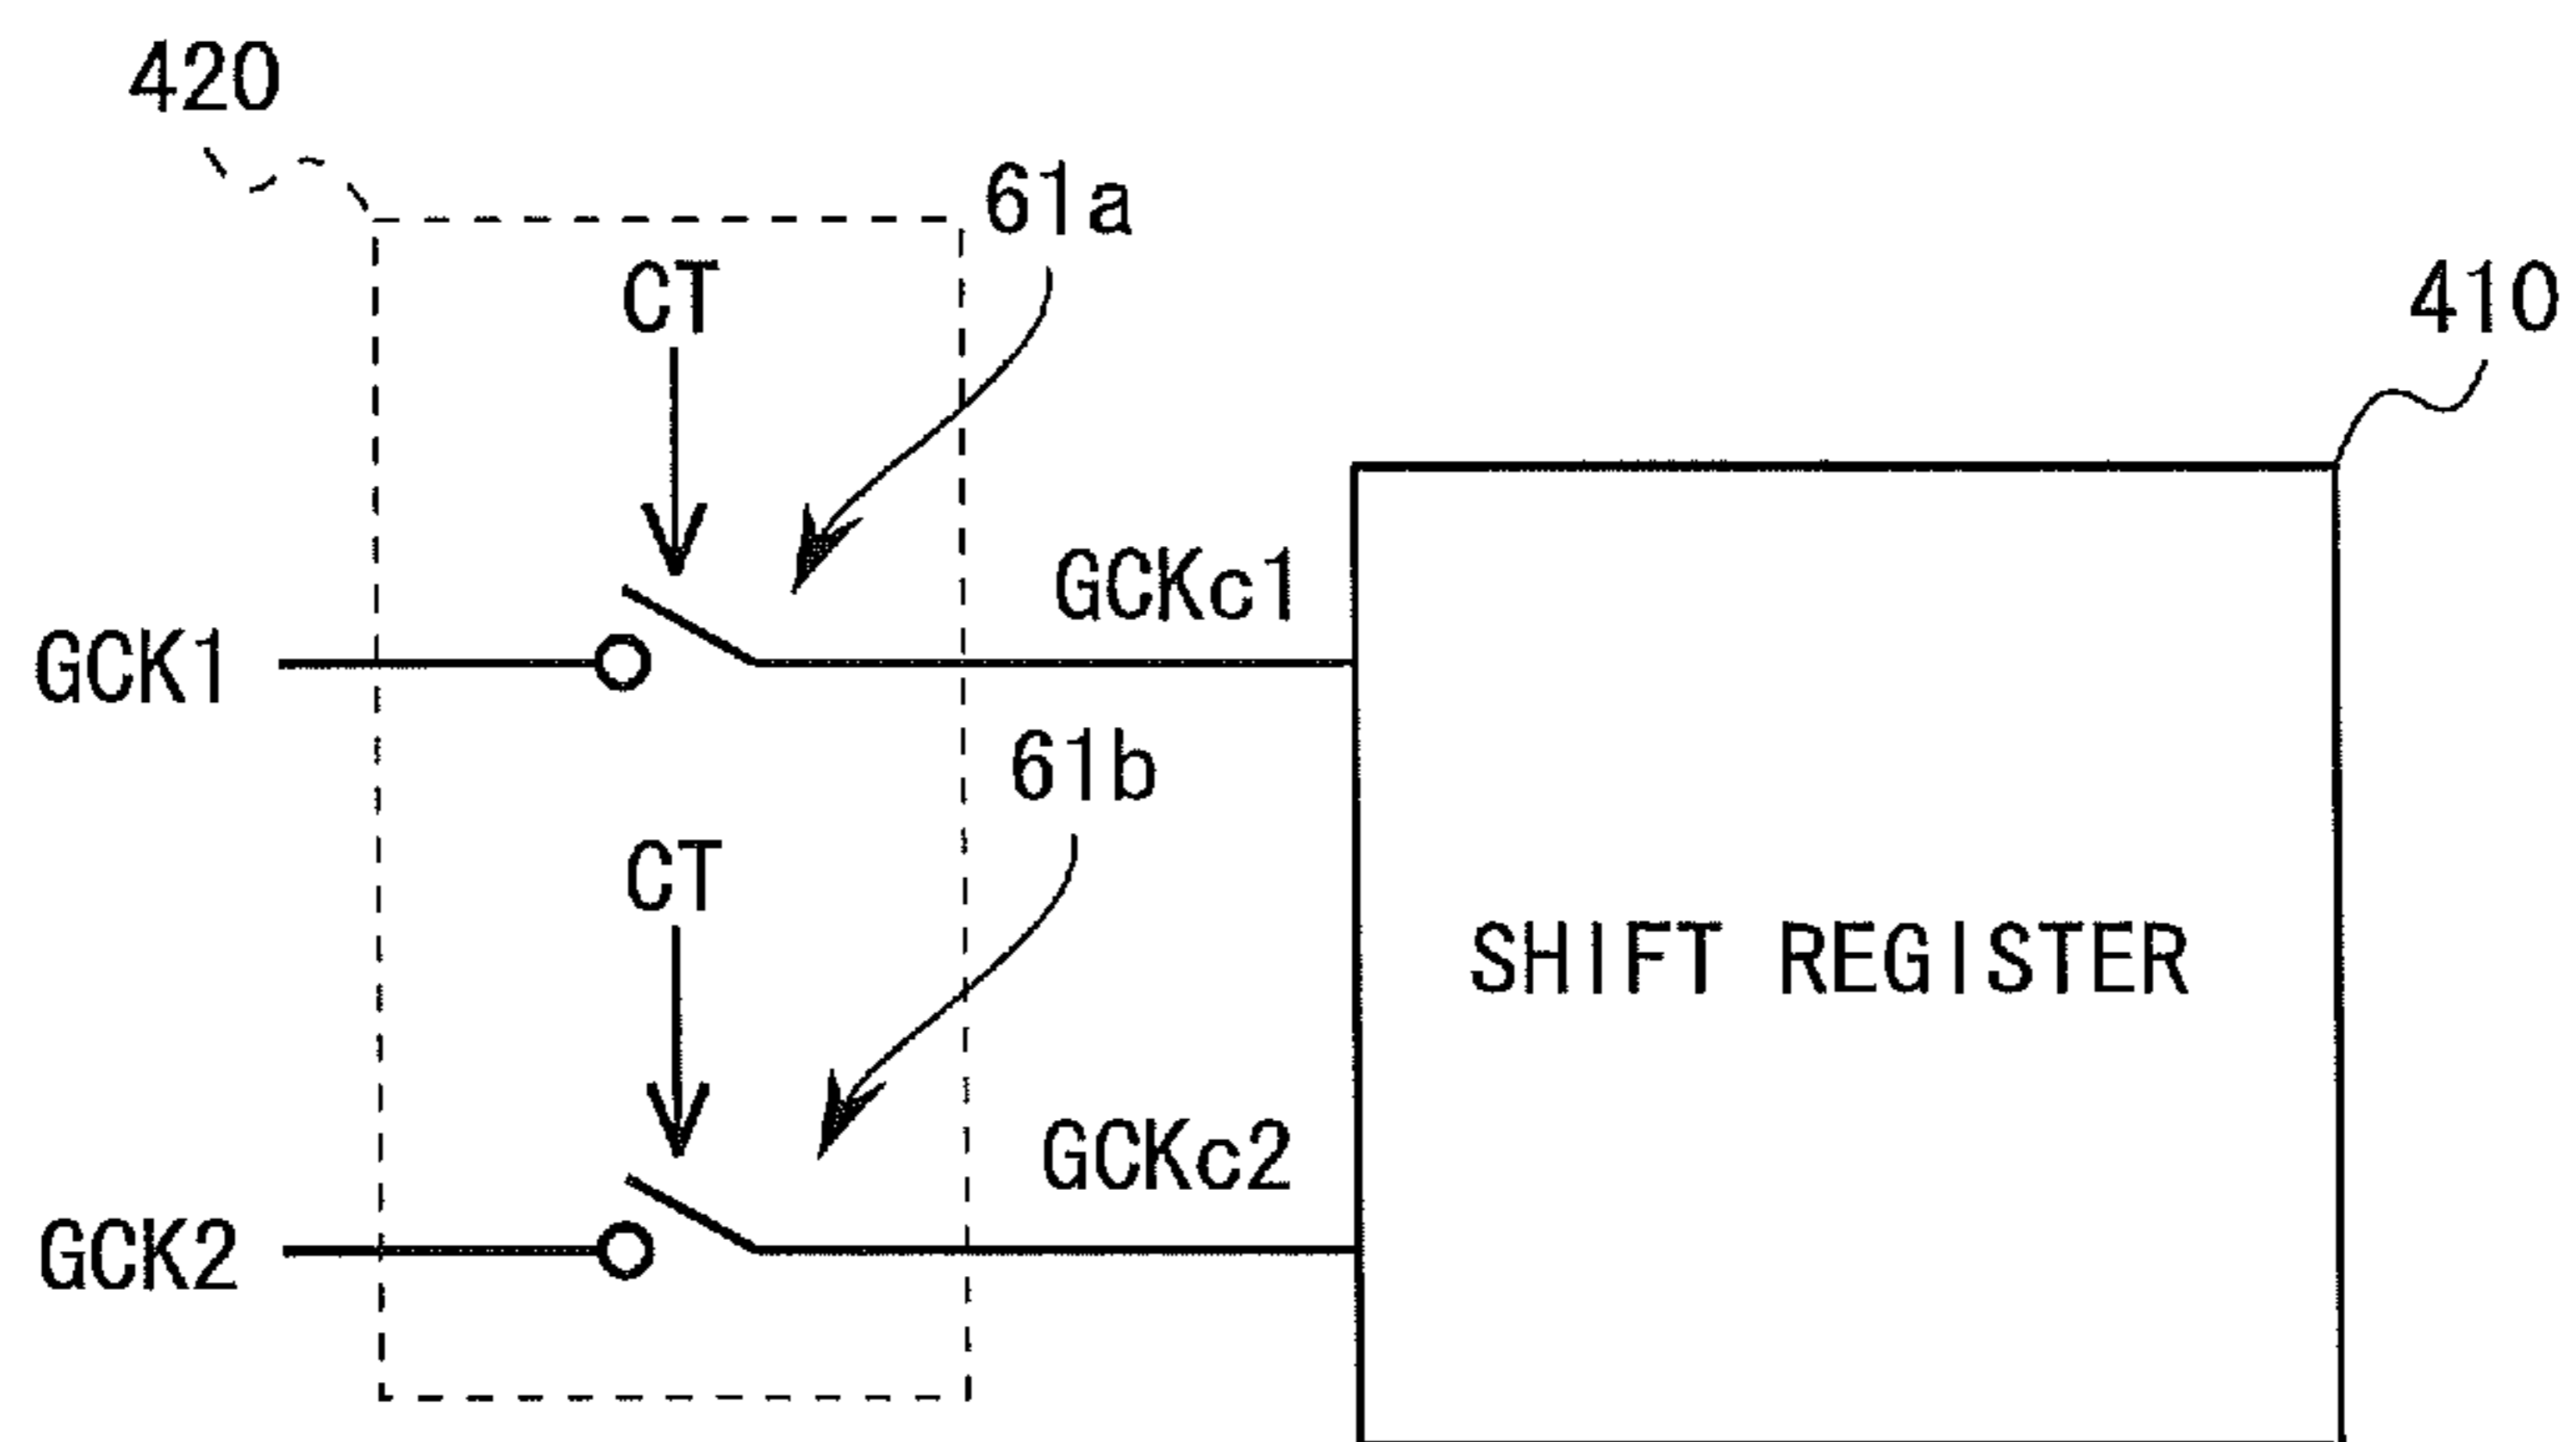 420
61a
CT
410
GCKc1
GCK1
61b
CT
SHIFT REGISTER
GCKc2
GCK2